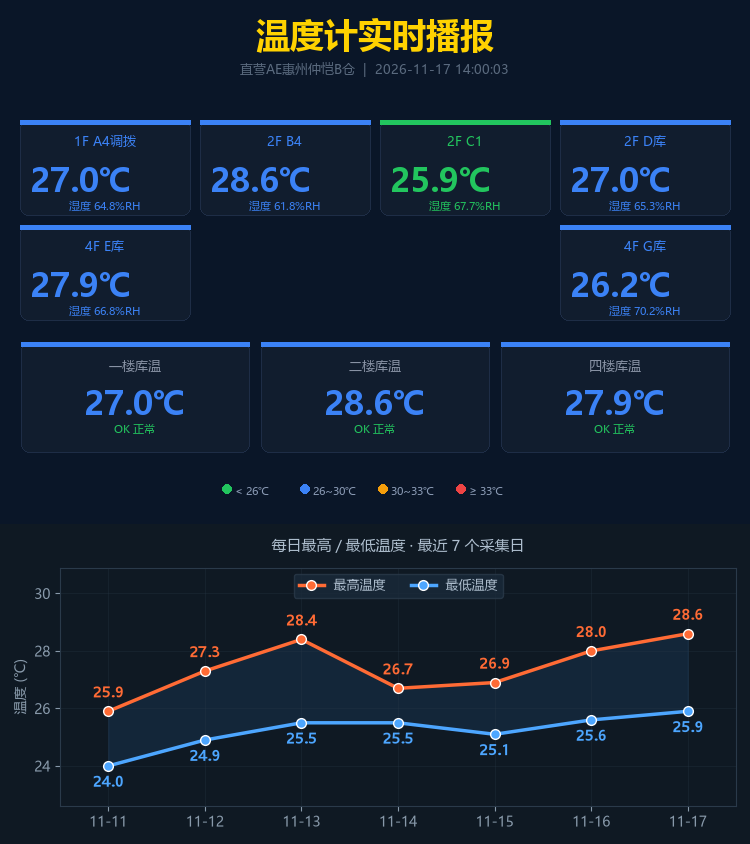 温度计实时播报
直营AE惠州仲恺B仓 | 2026-11-17 14:00:03
1F A4调拨
27.0℃
湿度 64.8%RH
2F B4
28.6℃
湿度 61.8%RH
2F C1
25.9℃
湿度 67.7%RH
2F D库
27.0℃
湿度 65.3%RH
4F E库
27.9℃
湿度 66.8%RH
4F G库
26.2℃
湿度 70.2%RH
一楼库温
27.0℃
OK 正常
二楼库温
28.6℃
OK 正常
四楼库温
27.9℃
OK 正常
< 26℃
26~30℃
30~33℃
≥ 33℃
每日最高 / 最低温度 · 最近 7 个采集日
最高温度
最低温度
温度 (℃)
30
28
26
24
25.9
27.3
28.4
26.7
26.9
28.0
28.6
24.0
24.9
25.5
25.5
25.1
25.6
25.9
11-11
11-12
11-13
11-14
11-15
11-16
11-17